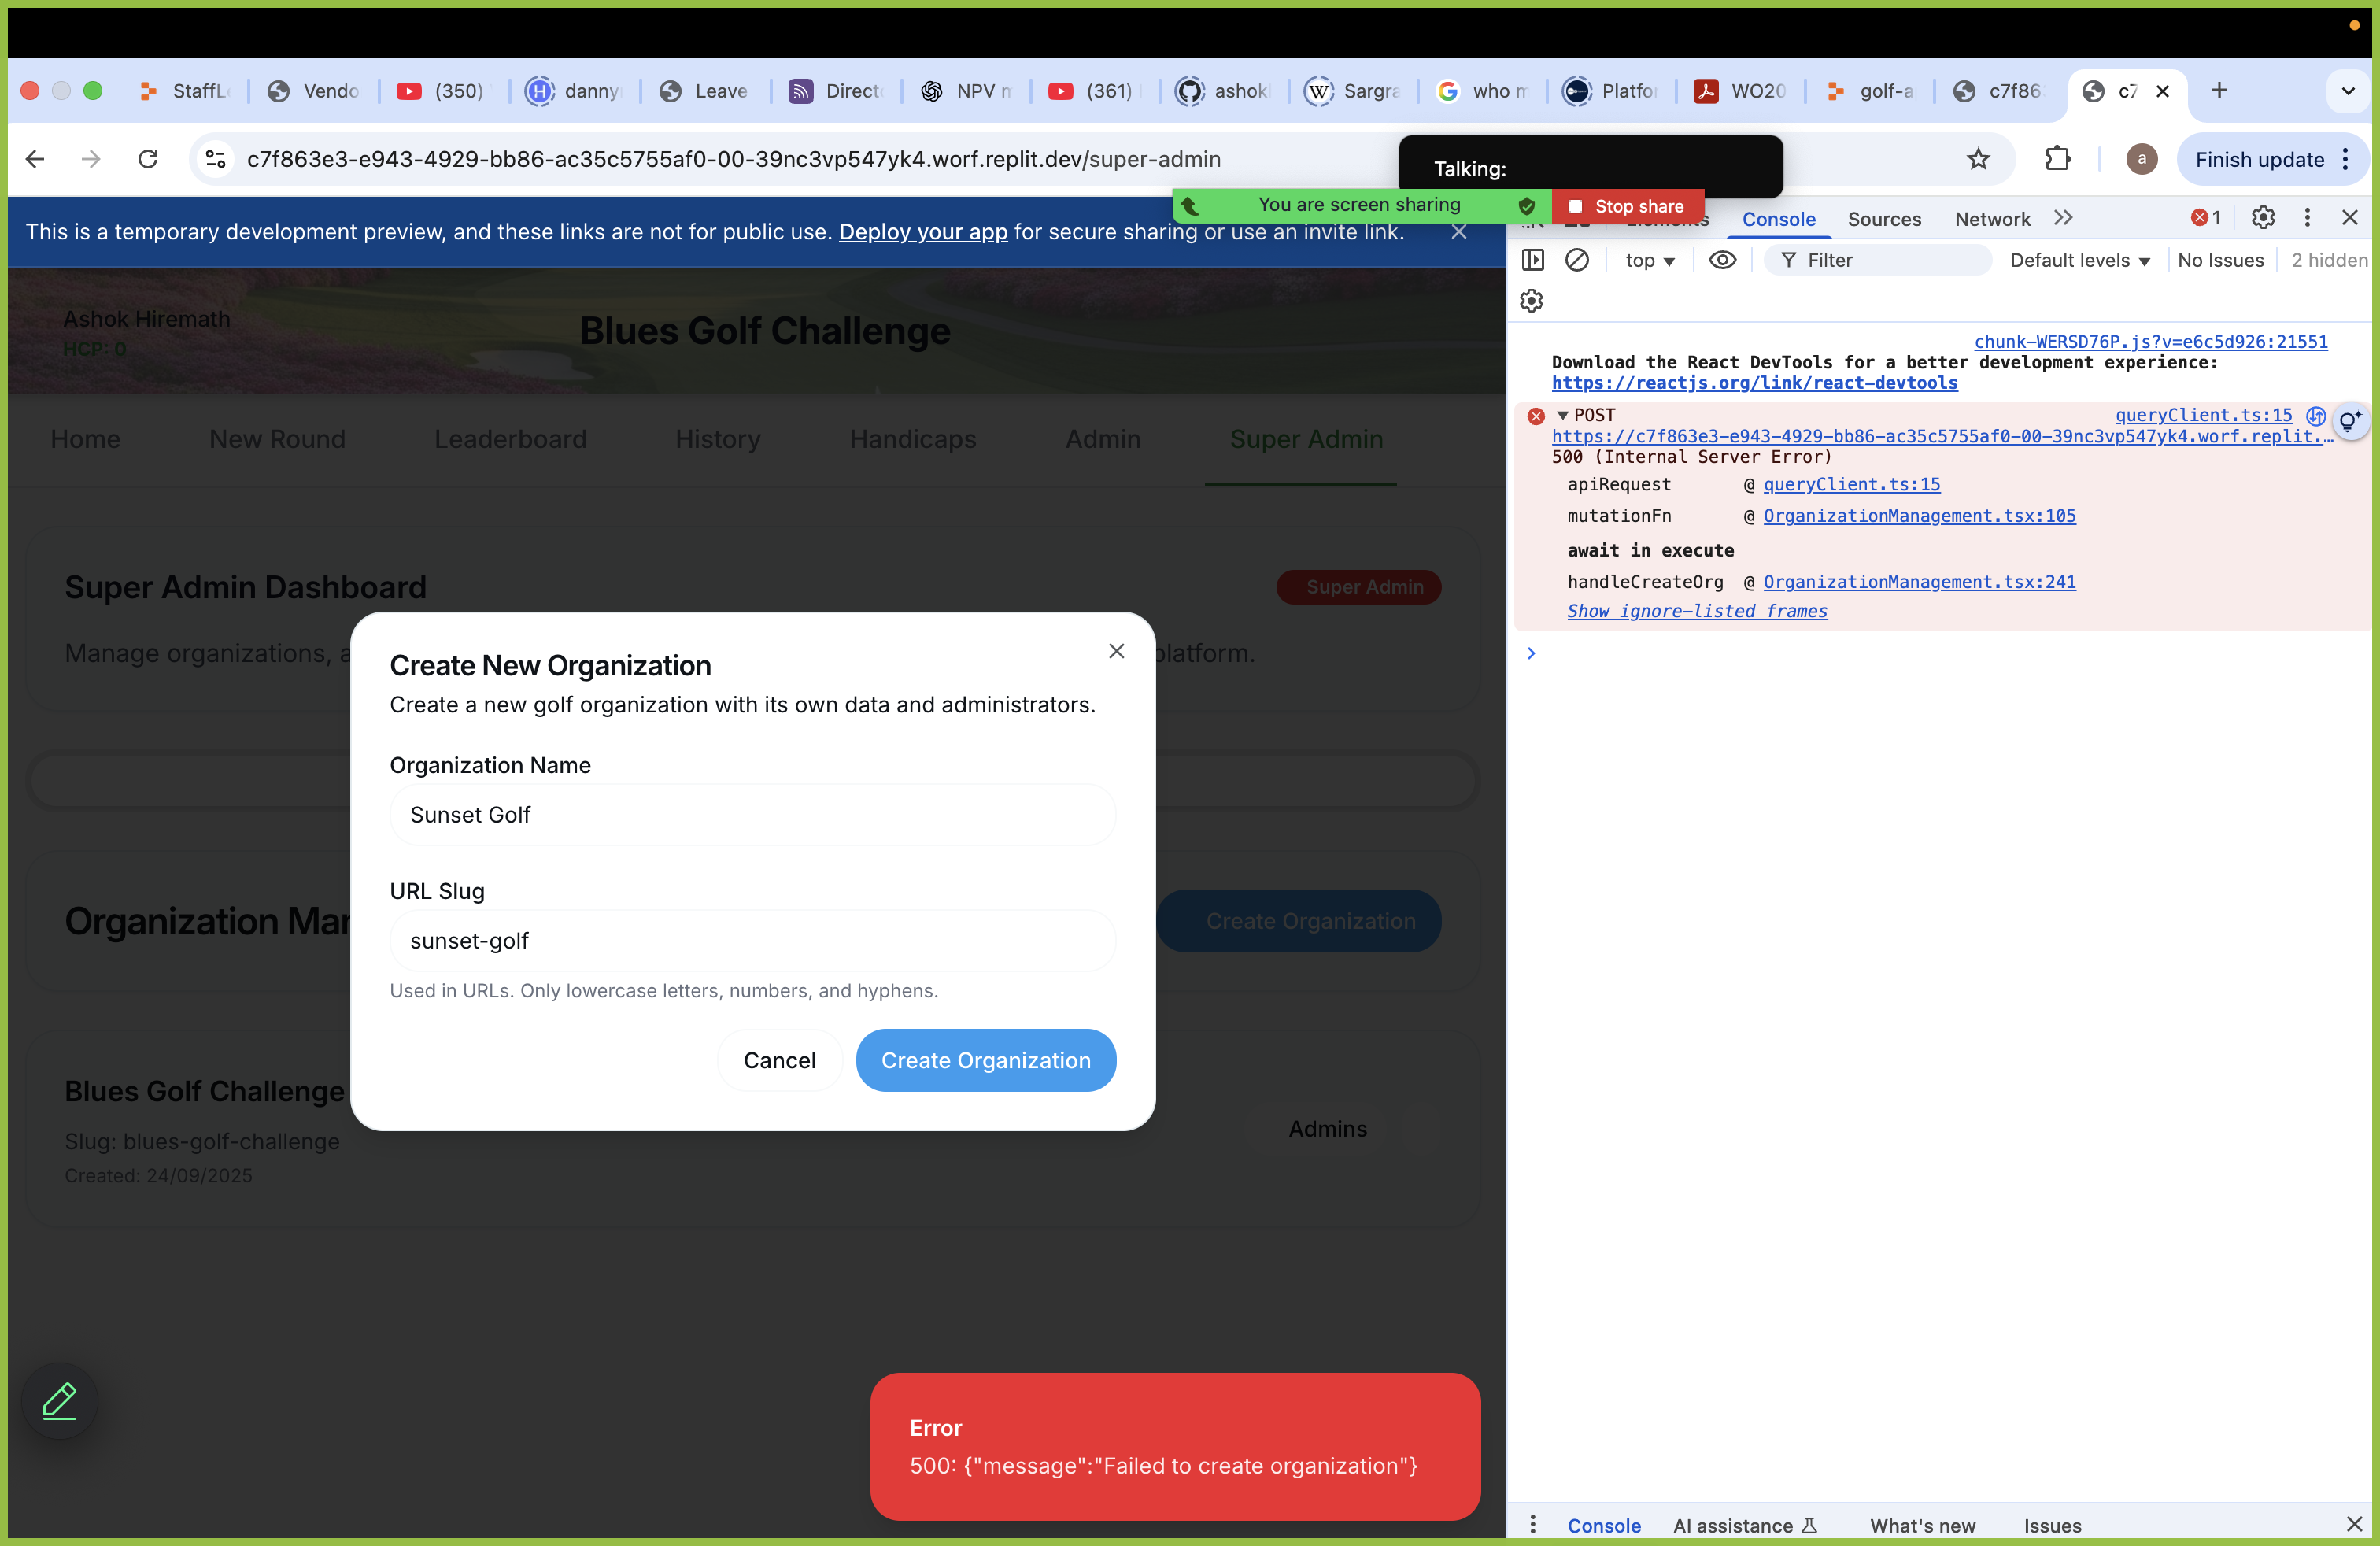 StaffL
Vendo
(350)
danny
Leave
Direct
NPV m
(361)
ashok
Sargra
who m
Platfo
WO20
golf-a
c7f86
c7
c7f863e3-e943-4929-bb86-ac35c5755af0-00-39nc3vp547yk4.worf.replit.dev/super-admin
a
Finish update
Talking:
You are screen sharing
Stop share
This is a temporary development preview, and these links are not for public use. Deploy your app for secure sharing or use an invite link.
Ashok Hiremath
HCP: 0
Blues Golf Challenge
Home
New Round
Leaderboard
History
Handicaps
Admin
Super Admin
Super Admin Dashboard
Super Admin
Manage organizations, a
platform.
Create New Organization
Create a new golf organization with its own data and administrators.
Organization Name
Sunset Golf
URL Slug
sunset-golf
Used in URLs. Only lowercase letters, numbers, and hyphens.
Cancel
Create Organization
Organization Man
Create Organization
Blues Golf Challenge
Slug: blues-golf-challenge
Created: 24/09/2025
Admins
Error
500: {"message":"Failed to create organization"}
Elements
Console
Sources
Network
1
top
Filter
Default levels
No Issues
2 hidden
chunk-WERSD76P.js?v=e6c5d926:21551
Download the React DevTools for a better development experience:
https://reactjs.org/link/react-devtools
POST
queryClient.ts:15
https://c7f863e3-e943-4929-bb86-ac35c5755af0-00-39nc3vp547yk4.worf.replit.…
500 (Internal Server Error)
apiRequest @ queryClient.ts:15
mutationFn @ OrganizationManagement.tsx:105
await in execute
handleCreateOrg @ OrganizationManagement.tsx:241
Show ignore-listed frames
Console
AI assistance
What's new
Issues